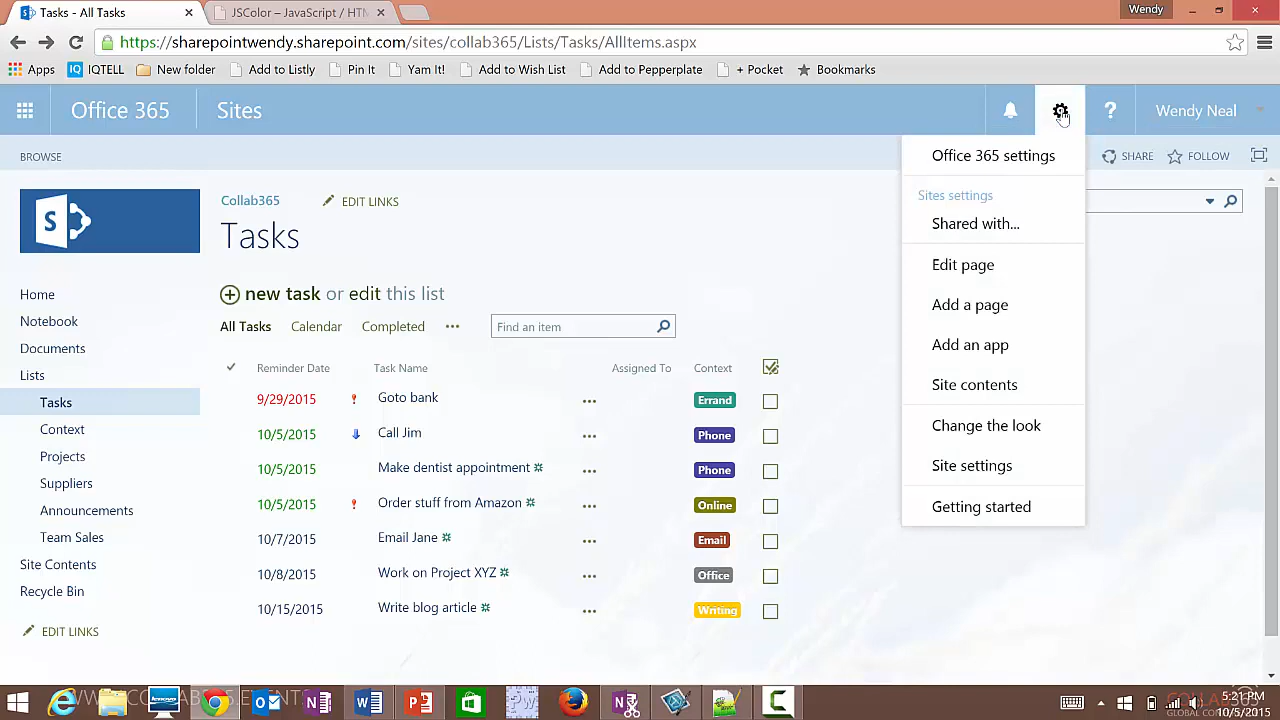 Tasks - All Tasks
JSColor – JavaScript / HTM
Wendy
https://sharepointwendy.sharepoint.com/sites/collab365/Lists/Tasks/AllItems.aspx
Apps IQ IQTELL New folder Add to Listly Pin It Yam It! Add to Wish List Add to Pepperplate + Pocket Bookmarks
Office 365 Sites ? Wendy Neal
BROWSE
SHARE FOLLOW
Office 365 settings
Sites settings
Shared with...
Edit page
Add a page
Add an app
Site contents
Change the look
Site settings
Getting started
S
Collab365 EDIT LINKS
Tasks
Home
Notebook
Documents
Lists
Tasks
Context
Projects
Suppliers
Announcements
Team Sales
Site Contents
Recycle Bin
EDIT LINKS
new task or edit this list
All Tasks Calendar Completed ... Find an item
Reminder Date Task Name Assigned To Context
9/29/2015 ! Goto bank ... Errand
10/5/2015 Call Jim ... Phone
10/5/2015 Make dentist appointment ... Phone
10/5/2015 ! Order stuff from Amazon ... Online
10/7/2015 Email Jane ... Email
10/8/2015 Work on Project XYZ ... Office
10/15/2015 Write blog article ... Writing
WWW.COLLAB365.EVENTS
5:21 PM
10/5/2015
COLLAB365